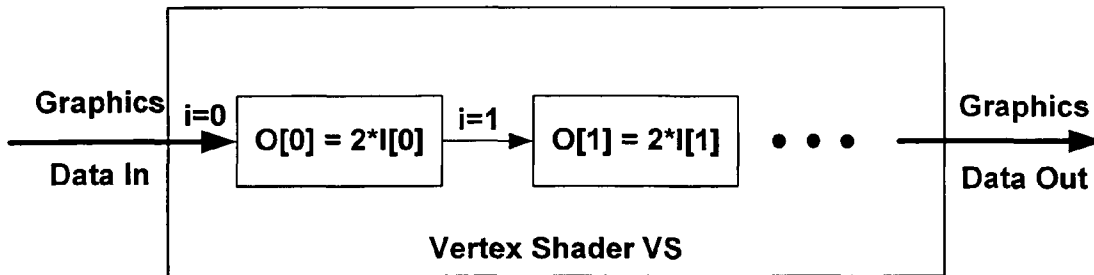 Graphics
Data In
i=0
O[0] = 2*I[0]
i=1
O[1] = 2*I[1]
Graphics
Data Out
Vertex Shader VS